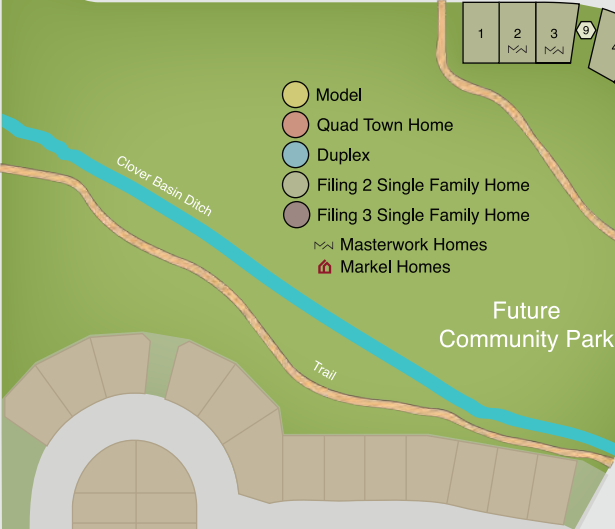 1
2
3
9
4
Model
Quad Town Home
Duplex
Filing 2 Single Family Home
Filing 3 Single Family Home
Masterwork Homes
Markel Homes
Clover Basin Ditch
Future
Community Park
Trail